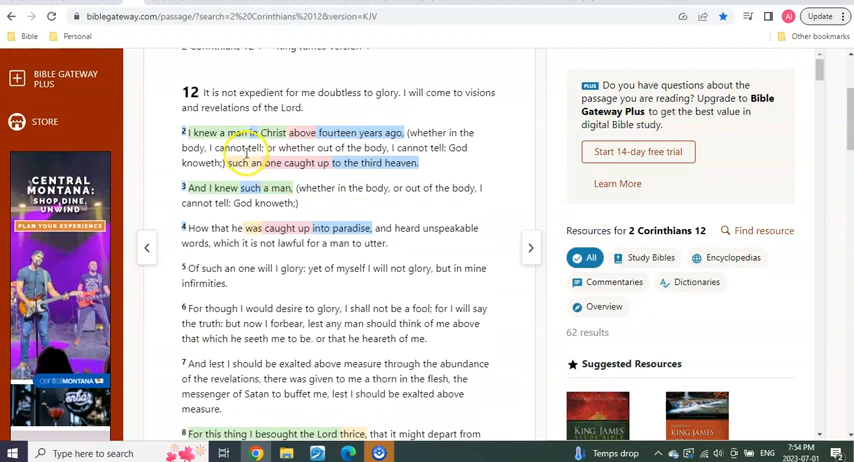 biblegateway.com/passage/?search=2%20Corinthians%2012&version=KJV
AI
Update
Bible
Personal
Other bookmarks
BIBLE GATEWAY
PLUS
STORE
CENTRAL
MONTANA:
SHOP, DINE,
UNWIND
PLAN YOUR EXPERIENCE
centralMONTANA
12 It is not expedient for me doubtless to glory. I will come to visions
and revelations of the Lord.
2 I knew a man in Christ above fourteen years ago, (whether in the
body, I cannot tell; or whether out of the body, I cannot tell: God
knoweth;) such an one caught up to the third heaven.
3 And I knew such a man, (whether in the body, or out of the body, I
cannot tell: God knoweth;)
4 How that he was caught up into paradise, and heard unspeakable
words, which it is not lawful for a man to utter.
5 Of such an one will I glory: yet of myself I will not glory, but in mine
infirmities.
6 For though I would desire to glory, I shall not be a fool; for I will say
the truth: but now I forbear, lest any man should think of me above
that which he seeth me to be, or that he heareth of me.
7 And lest I should be exalted above measure through the abundance
of the revelations, there was given to me a thorn in the flesh, the
messenger of Satan to buffet me, lest I should be exalted above
measure.
8 For this thing I besought the Lord thrice, that it might depart from
PLUS Do you have questions about the
passage you are reading? Upgrade to Bible
Gateway Plus to get the best value in
digital Bible study.
Start 14-day free trial
Learn More
Resources for 2 Corinthians 12
Find resource
All
Study Bibles
Encyclopedias
Commentaries
Dictionaries
Overview
62 results
Suggested Resources
KING JAMES
KING JAMES
Type here to search
Temps drop
ENG
7:54 PM
2023-07-01
2